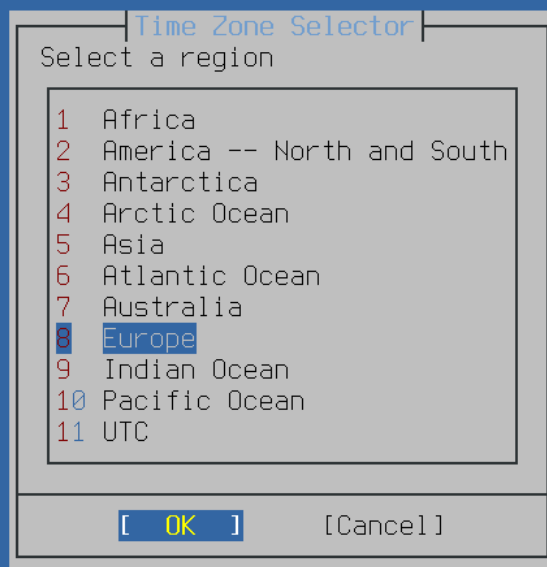 Time Zone Selector
Select a region
1 Africa
2 America -- North and South
3 Antarctica
4 Arctic Ocean
5 Asia
6 Atlantic Ocean
7 Australia
8 Europe
9 Indian Ocean
10 Pacific Ocean
11 UTC
[ OK ] [Cancel]